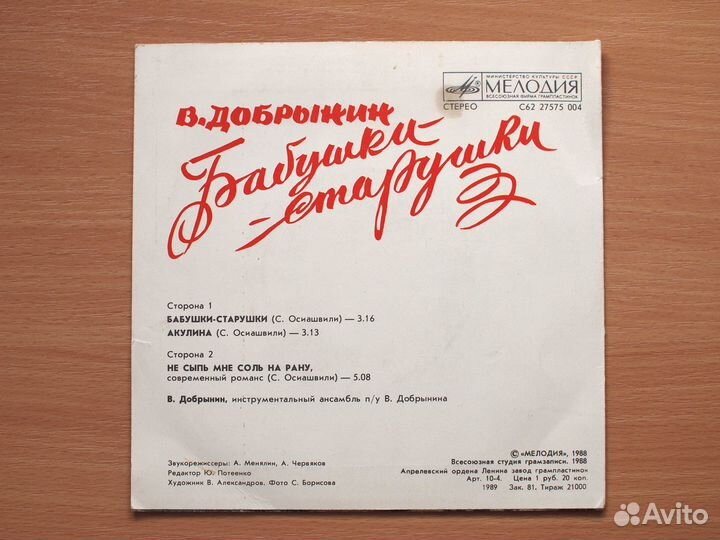 МИНИСТЕРСТВО КУЛЬТУРЫ СССР
МЕЛОДИЯ
ВСЕСОЮЗНАЯ ФИРМА ГРАМПЛАСТИНОК
СТЕРЕО С62 27575 004
В. ДОБРЫНИН
Бабушки-
-старушки
Сторона 1
БАБУШКИ-СТАРУШКИ (С. Осиашвили) — 3.16
АКУЛИНА (С. Осиашвили) — 3.13
Сторона 2
НЕ СЫПЬ МНЕ СОЛЬ НА РАНУ,
современный романс (С. Осиашвили) — 5.08
В. Добрынин, инструментальный ансамбль п/у В. Добрынина
Звукорежиссеры: А. Менялин, А. Червяков
Редактор Ю. Потеенко
Художник В. Александров. Фото С. Борисова
© «МЕЛОДИЯ», 1988
Всесоюзная студия грамзаписи. 1988
Апрелевский ордена Ленина завод грампластинок
Арт. 10-4. Цена 1 руб. 20 коп.
1989 Зак. 81. Тираж 21000
Avito